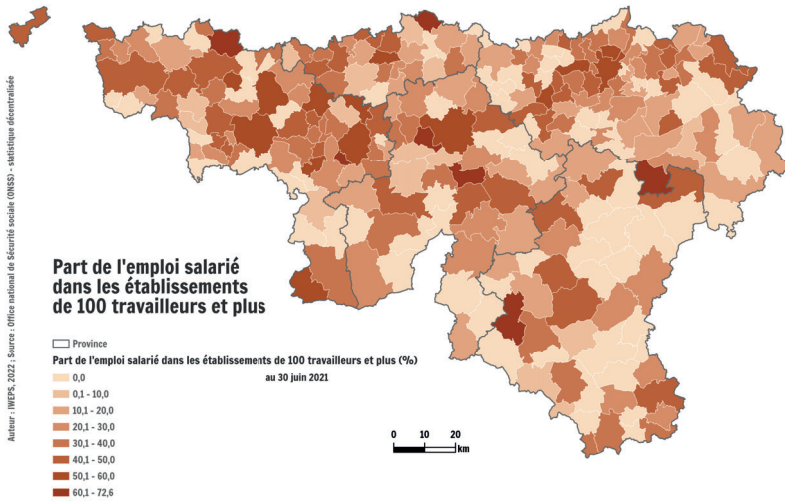 Auteur : IWEPS, 2022 ; Source : Office national de Sécurité sociale (ONSS) - statistique décentralisée
Part de l'emploi salarié
dans les établissements
de 100 travailleurs et plus
Province
Part de l'emploi salarié dans les établissements de 100 travailleurs et plus (%)
au 30 juin 2021
0,0
0,1 - 10,0
10,1 - 20,0
20,1 - 30,0
30,1 - 40,0
40,1 - 50,0
50,1 - 60,0
60,1 - 72,6
0 10 20
km